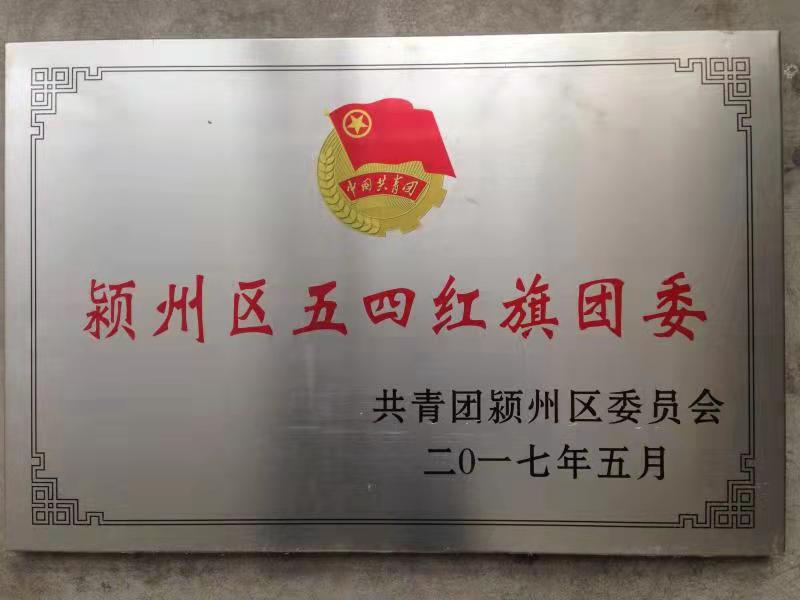 中国共青团
颍州区五四红旗团委
共青团颍州区委员会
二0一七年五月